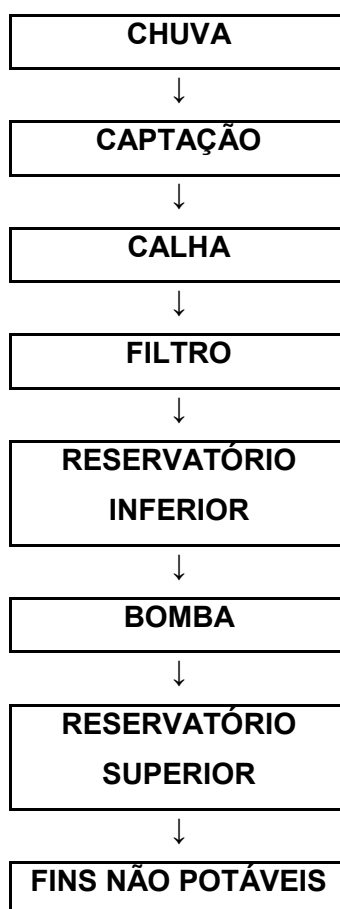 CHUVA
↓
CAPTAÇÃO
↓
CALHA
↓
FILTRO
↓
RESERVATÓRIO
INFERIOR
↓
BOMBA
↓
RESERVATÓRIO
SUPERIOR
↓
FINS NÃO POTÁVEIS